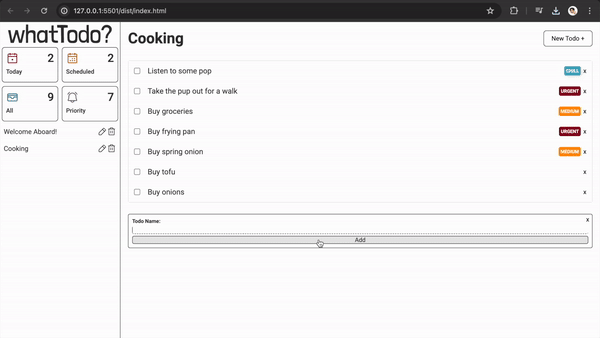 127.0.0.1:5501/dist/index.html
whatTodo?
2
Today
2
Scheduled
9
All
7
Priority
Welcome Aboard!
Cooking
Cooking
New Todo +
Listen to some pop CHILL x
Take the pup out for a walk URGENT x
Buy groceries MEDIUM x
Buy frying pan URGENT x
Buy spring onion MEDIUM x
Buy tofu x
Buy onions x
Todo Name: x
Add